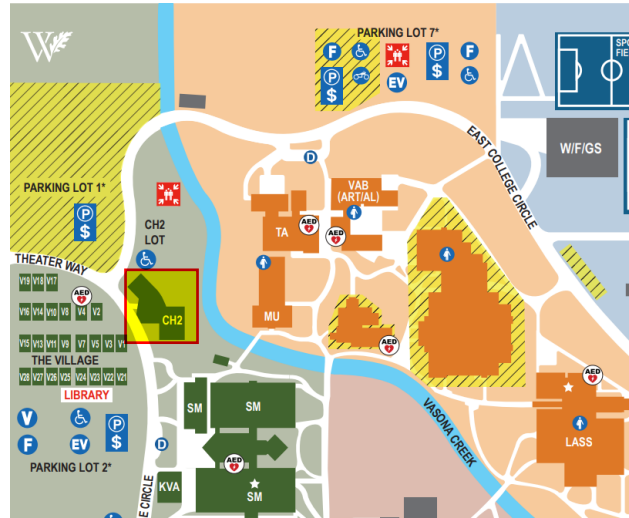 W
PARKING LOT 7*
F
P
$
EV
P
$
F
SPO
FIE
W/F/GS
EAST COLLEGE CIRCLE
D
VAB
(ART/AL)
TA
AED
AED
PARKING LOT 1*
P
$
CH2
LOT
THEATER WAY
V19 V18 V17
AED
V16 V14 V10 V8 V4 V2
CH2
MU
AED
V15 V13 V11 V9 V7 V5 V3 V1
THE VILLAGE
V28 V27 V26 V25 V24 V23 V22 V21
LIBRARY
V
F
EV
P
$
PARKING LOT 2*
D
SM
SM
AED
SM
KVA
E CIRCLE
VASONA CREEK
AED
LASS